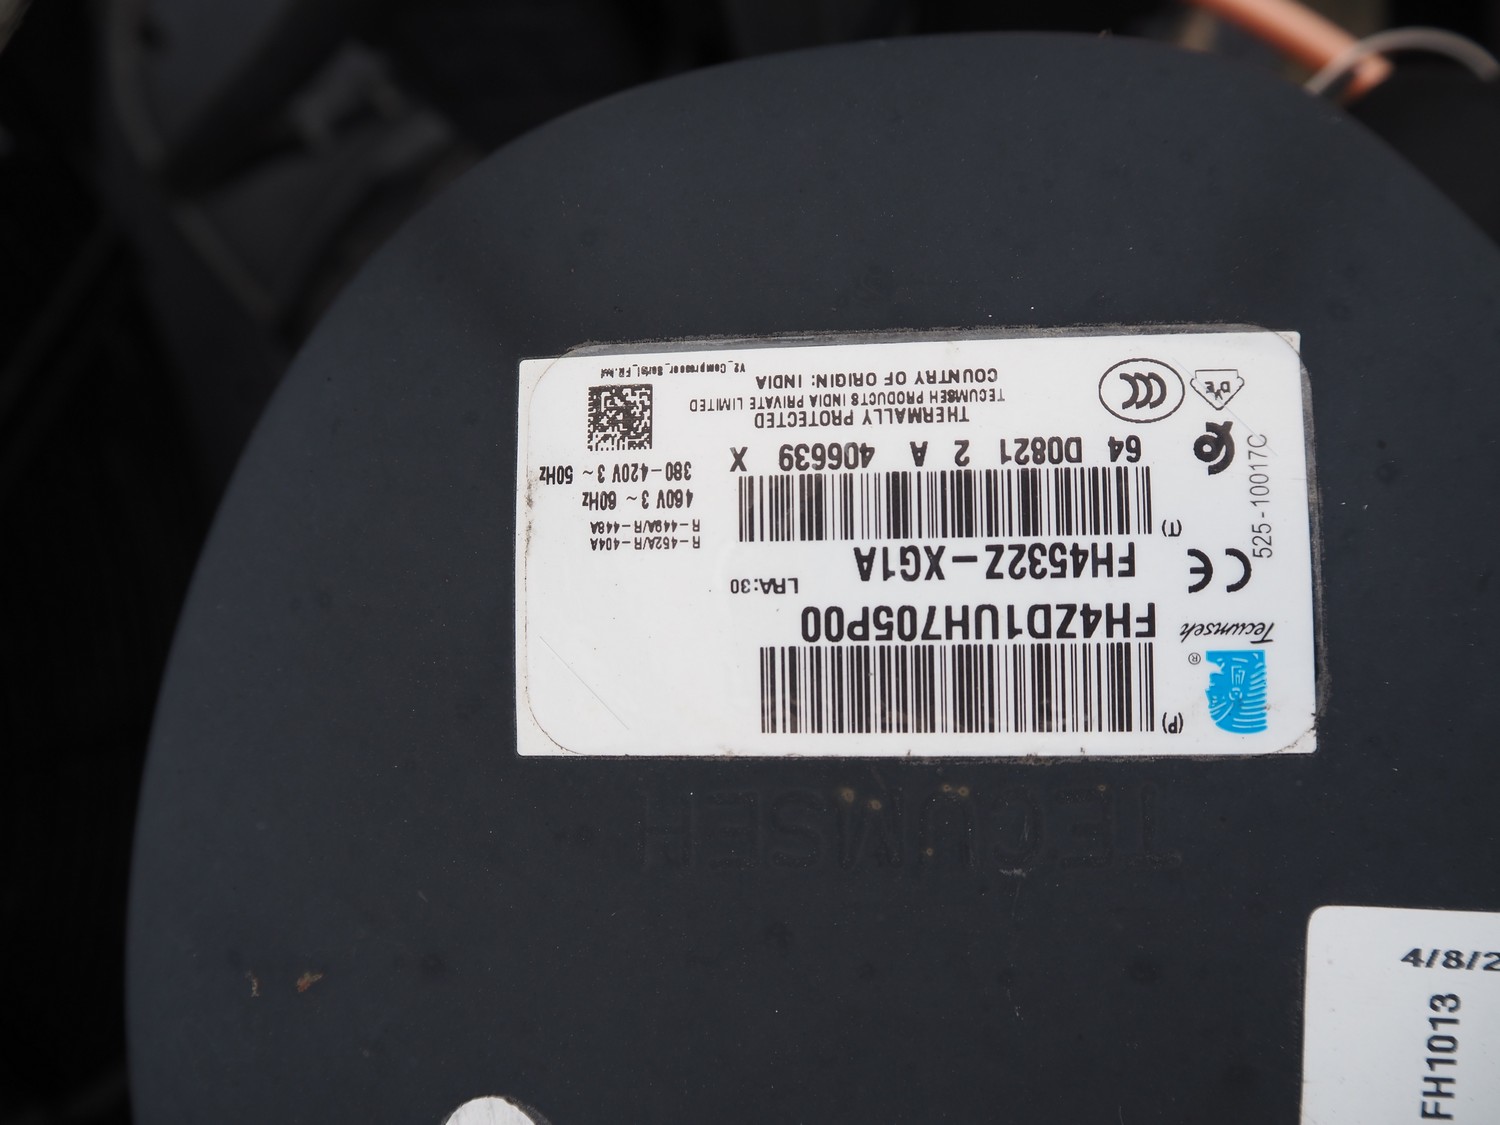 (P)
Tecumseh
®
FH4ZD1UH705P00
LRA:30
FH4532Z-XG1A
(T)
R-452A/R-404A
R-449A/R-448A
460V 3 ~ 60Hz
380-420V 3 ~ 50Hz
64 D0821 2 A 406639 X
THERMALLY PROTECTED
TECUMSEH PRODUCTS INDIA PRIVATE LIMITED
COUNTRY OF ORIGIN: INDIA
CE
CCC
525-10017C
TECUMSEH
4/8/2
FH1013